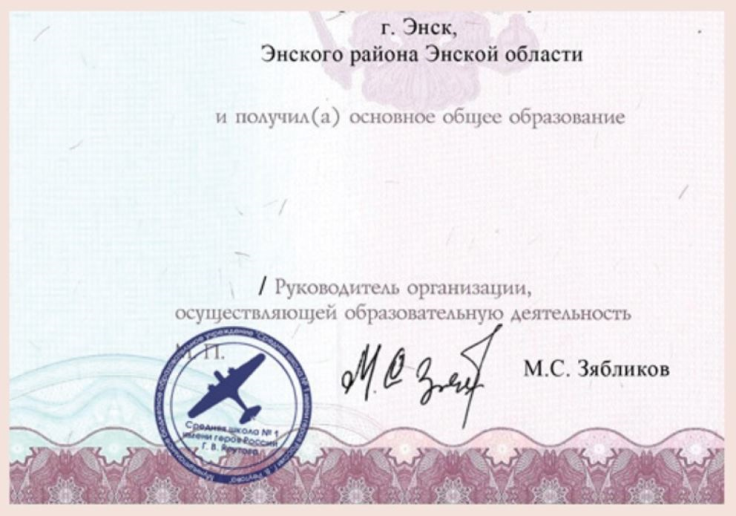 г. Энск,
Энского района Энской области
и получил(а) основное общее образование
/ Руководитель организации,
осуществляющей образовательную деятельность
М. П.
М.С. Зябликов
Средняя школа № 1
имени героя России
Г. В. Якутова